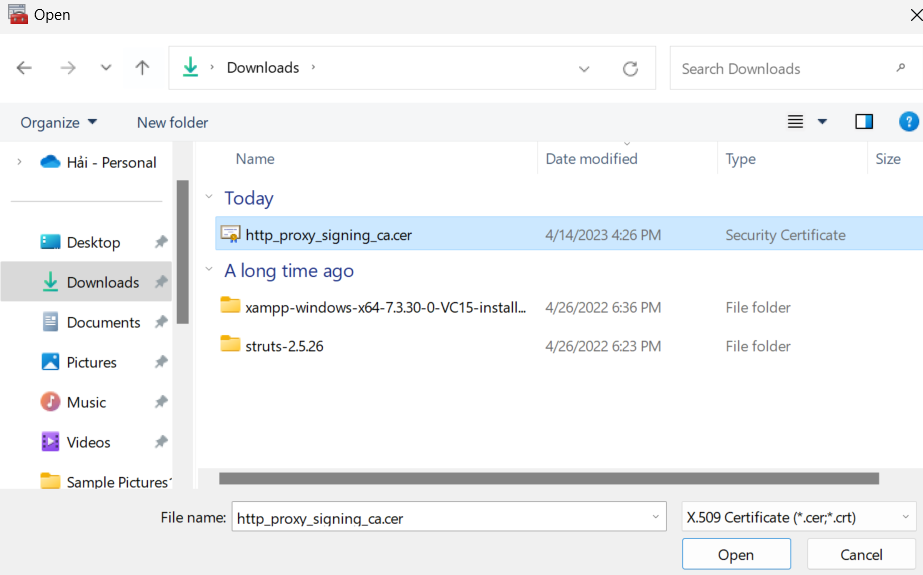 Open
Downloads
Search Downloads
Organize
New folder
Hải - Personal
Desktop
Downloads
Documents
Pictures
Music
Videos
Sample Pictures
Name Date modified Type Size
Today
http_proxy_signing_ca.cer 4/14/2023 4:26 PM Security Certificate
A long time ago
xampp-windows-x64-7.3.30-0-VC15-install... 4/26/2022 6:36 PM File folder
struts-2.5.26 4/26/2022 6:23 PM File folder
File name: http_proxy_signing_ca.cer X.509 Certificate (*.cer;*.crt)
Open Cancel